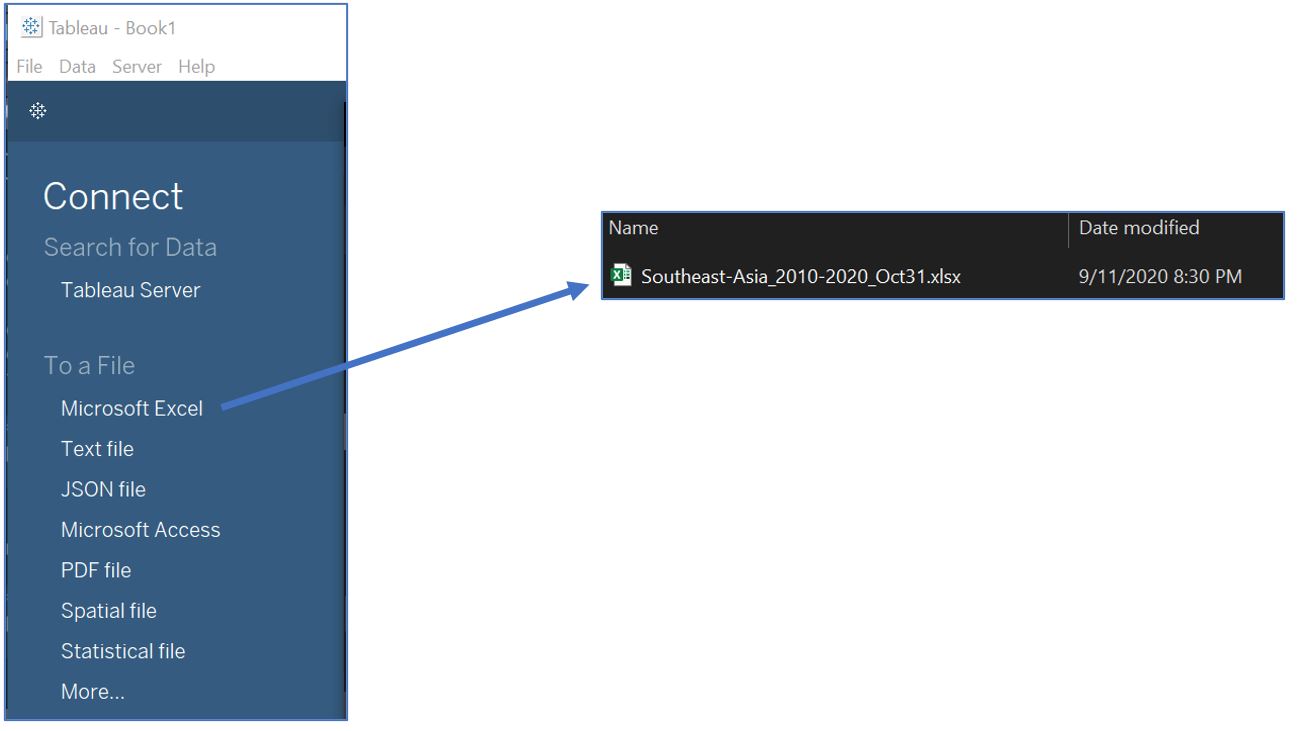 Tableau - Book1
File Data Server Help
Connect
Search for Data
Tableau Server
To a File
Microsoft Excel
Text file
JSON file
Microsoft Access
PDF file
Spatial file
Statistical file
More...
Name Date modified
Southeast-Asia_2010-2020_Oct31.xlsx 9/11/2020 8:30 PM